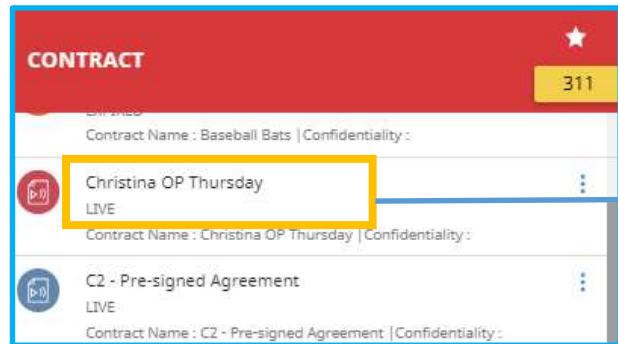 CONTRACT
311
EXPIRED
Contract Name : Baseball Bats |Confidentiality :
Christina OP Thursday
LIVE
Contract Name : Christina OP Thursday |Confidentiality :
C2 - Pre-signed Agreement
LIVE
Contract Name : C2 - Pre-signed Agreement |Confidentiality :